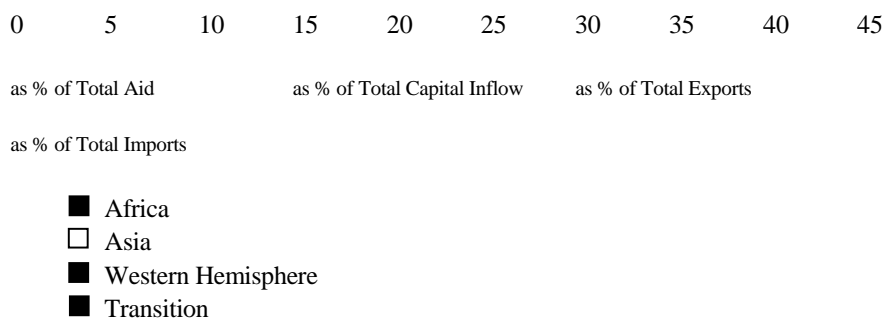 0 5 10 15 20 25 30 35 40 45
as % of Total Aid as % of Total Capital Inflow as % of Total Exports
as % of Total Imports
Africa
Asia
Western Hemisphere
Transition